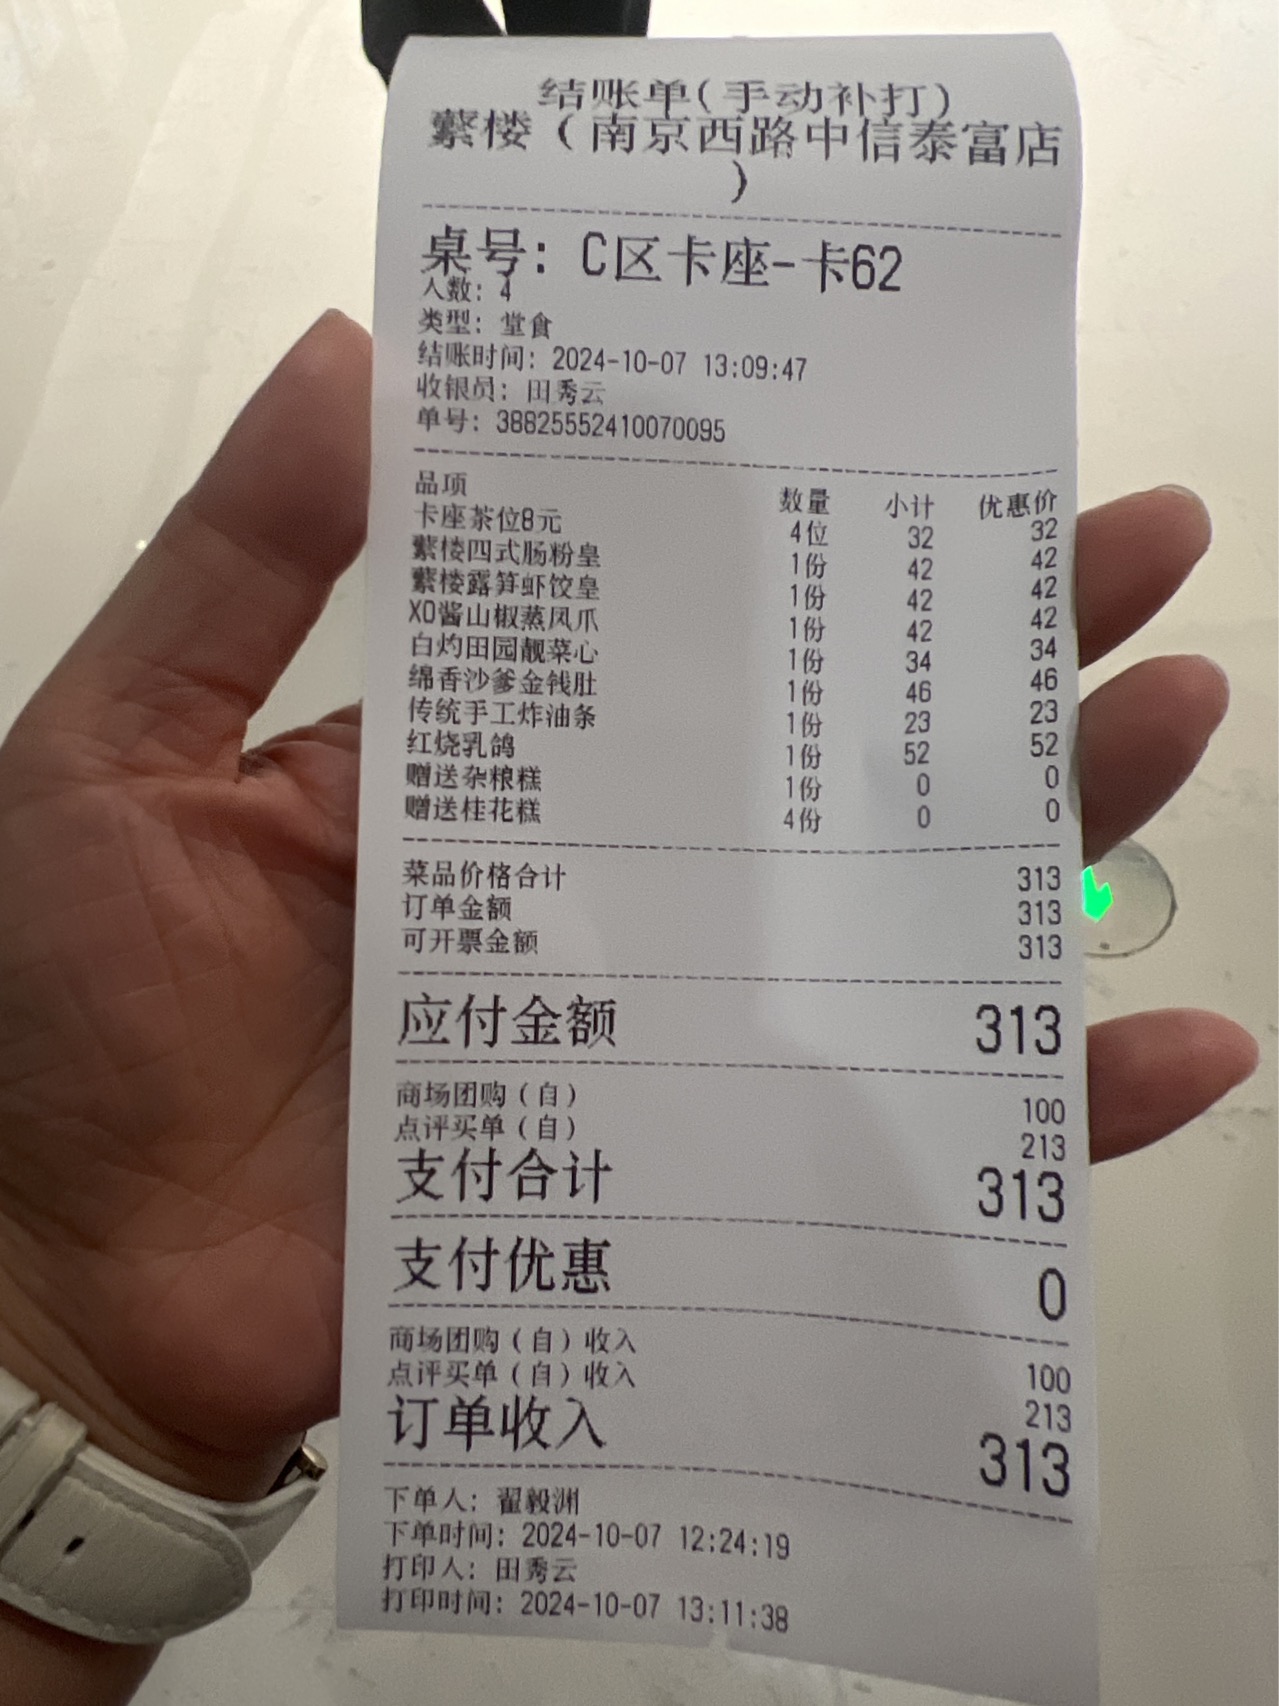 结账单(手动补打)
蘩楼（南京西路中信泰富店
）
桌号：C区卡座-卡62
人数：4
类型：堂食
结账时间：2024-10-07 13:09:47
收银员：田秀云
单号：38825552410070095
品项 数量 小计 优惠价
卡座茶位8元 4位 32 32
蘩楼四式肠粉皇 1份 42 42
蘩楼露笋虾饺皇 1份 42 42
XO酱山椒蒸凤爪 1份 42 42
白灼田园靓菜心 1份 34 34
绵香沙爹金钱肚 1份 46 46
传统手工炸油条 1份 23 23
红烧乳鸽 1份 52 52
赠送杂粮糕 1份 0 0
赠送桂花糕 4份 0 0
菜品价格合计 313
订单金额 313
可开票金额 313
应付金额 313
商场团购（自） 100
点评买单（自） 213
支付合计 313
支付优惠 0
商场团购（自）收入 100
点评买单（自）收入 213
订单收入 313
下单人：翟毅洲
下单时间：2024-10-07 12:24:19
打印人：田秀云
打印时间：2024-10-07 13:11:38